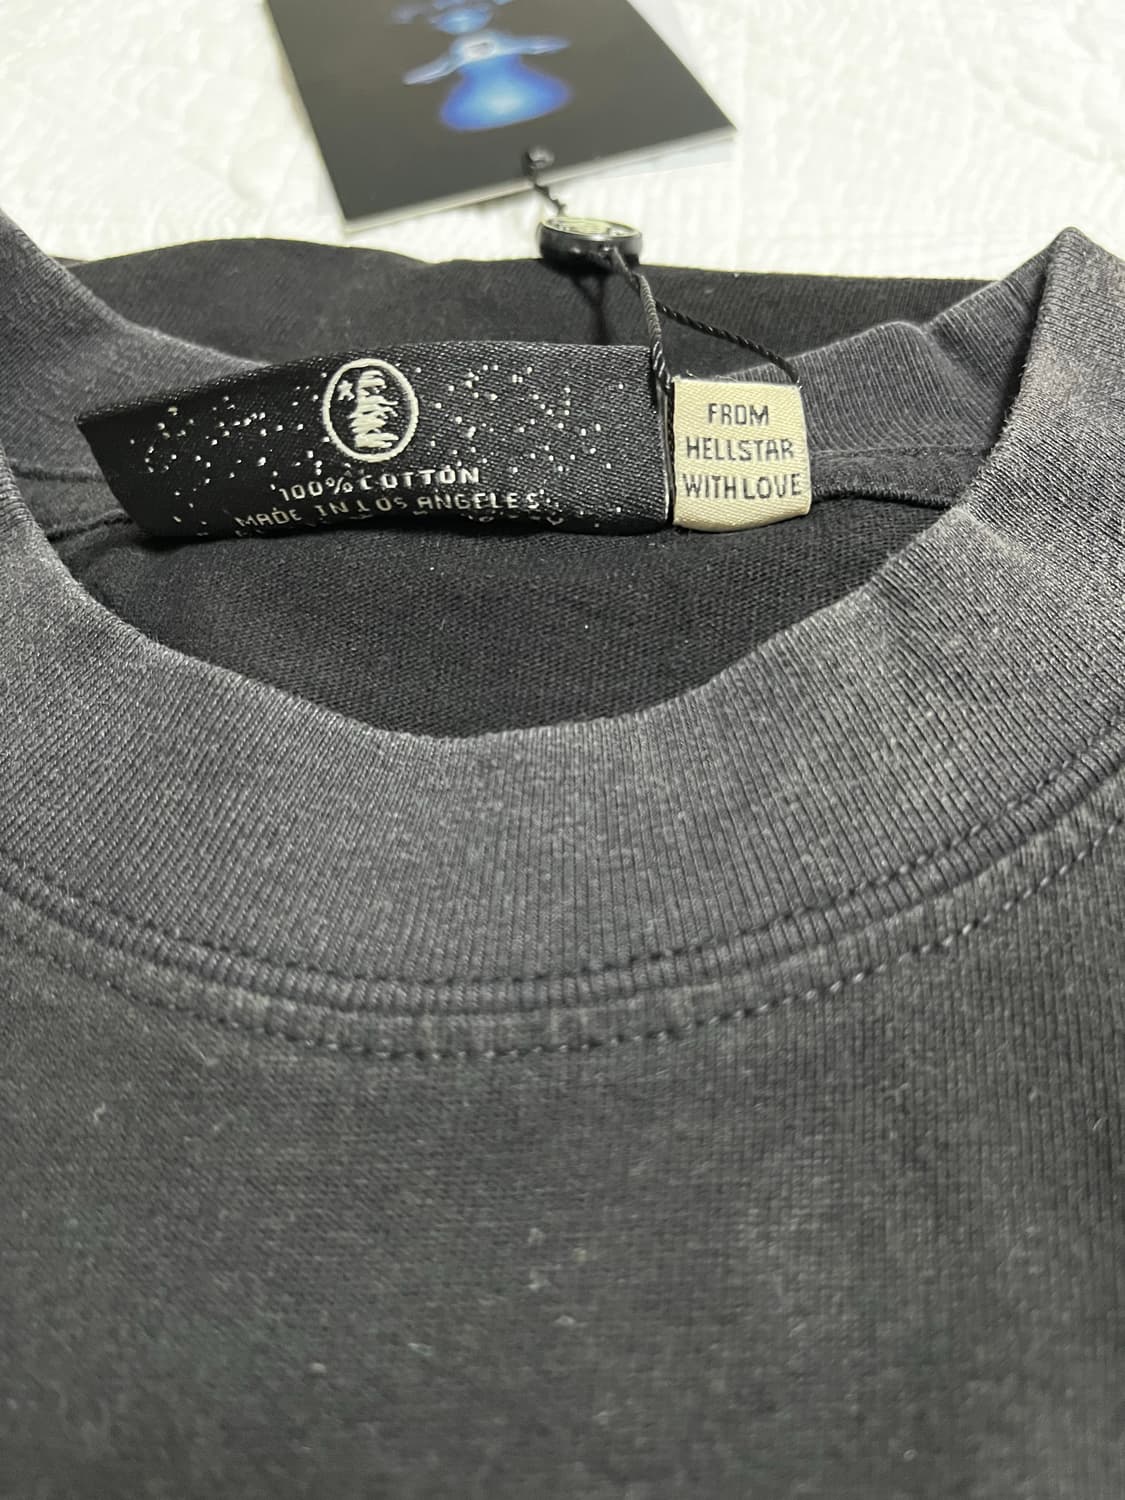 100% COTTON
MADE IN LOS ANGELES
FROM
HELLSTAR
WITH LOVE